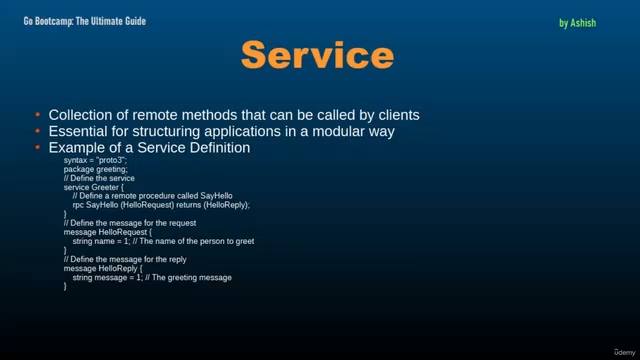 Go Bootcamp: The Ultimate Guide
by Ashish
Service
• Collection of remote methods that can be called by clients
• Essential for structuring applications in a modular way
• Example of a Service Definition
syntax = "proto3";
package greeting;
// Define the service
service Greeter {
// Define a remote procedure called SayHello
rpc SayHello (HelloRequest) returns (HelloReply);
}
// Define the message for the request
message HelloRequest {
string name = 1; // The name of the person to greet
}
// Define the message for the reply
message HelloReply {
string message = 1; // The greeting message
}
udemy